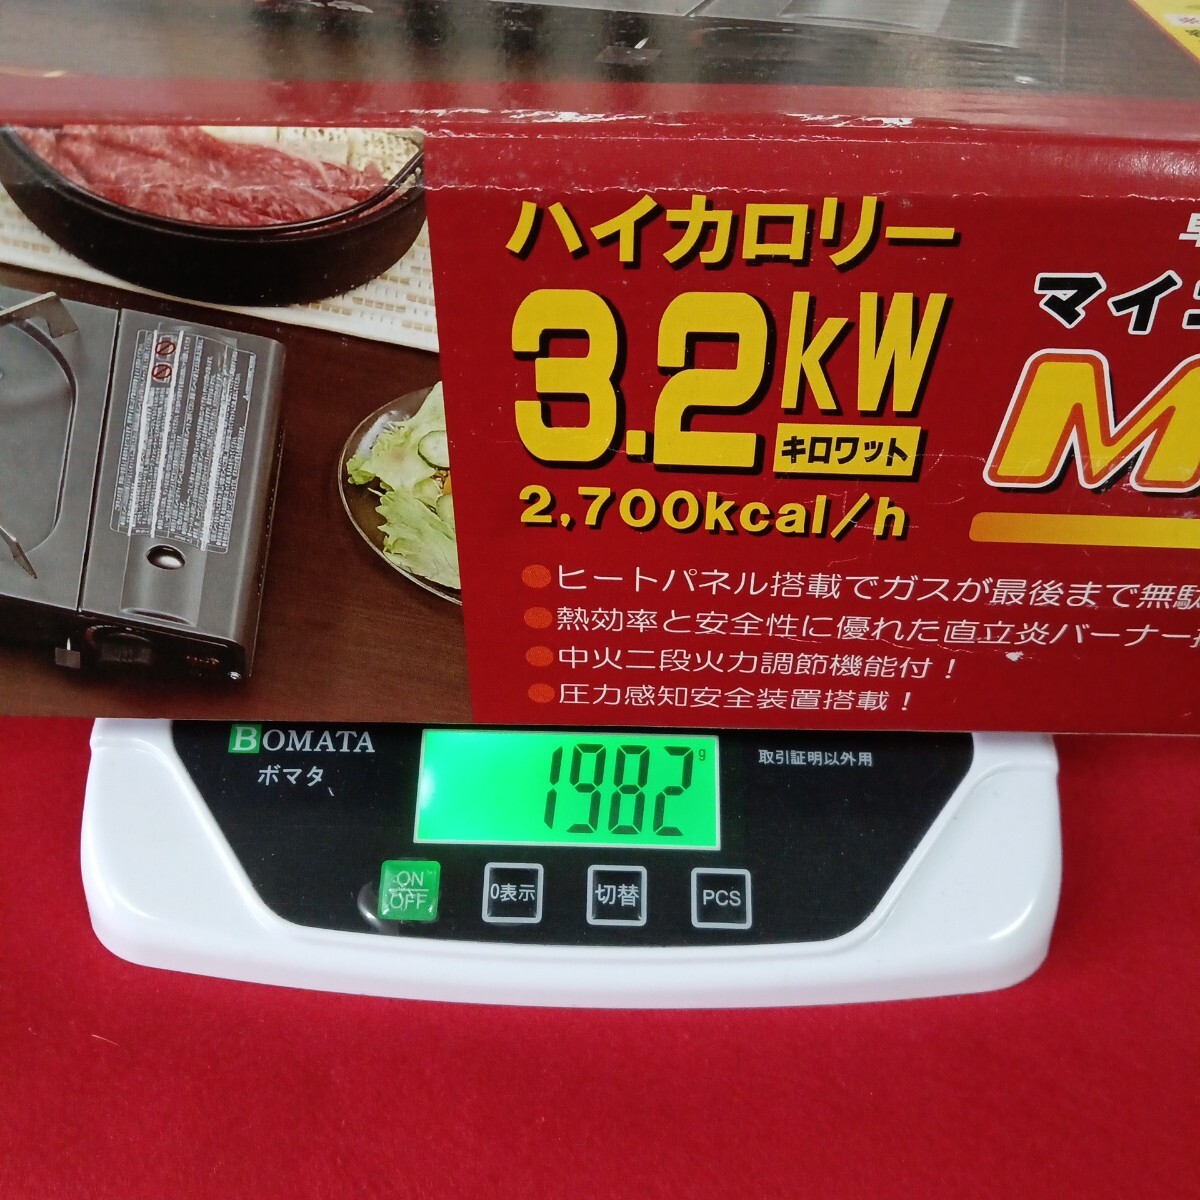 ハイカロリー
3.2kW
キロワット
2,700kcal/h
マイコ
M
●ヒートパネル搭載でガスが最後まで無駄
●熱効率と安全性に優れた直立炎バーナー搭
●中火二段火力調節機能付！
●圧力感知安全装置搭載！
BOMATA
ボマタ
1982g
取引証明以外用
ON
OFF
0表示
切替
PCS